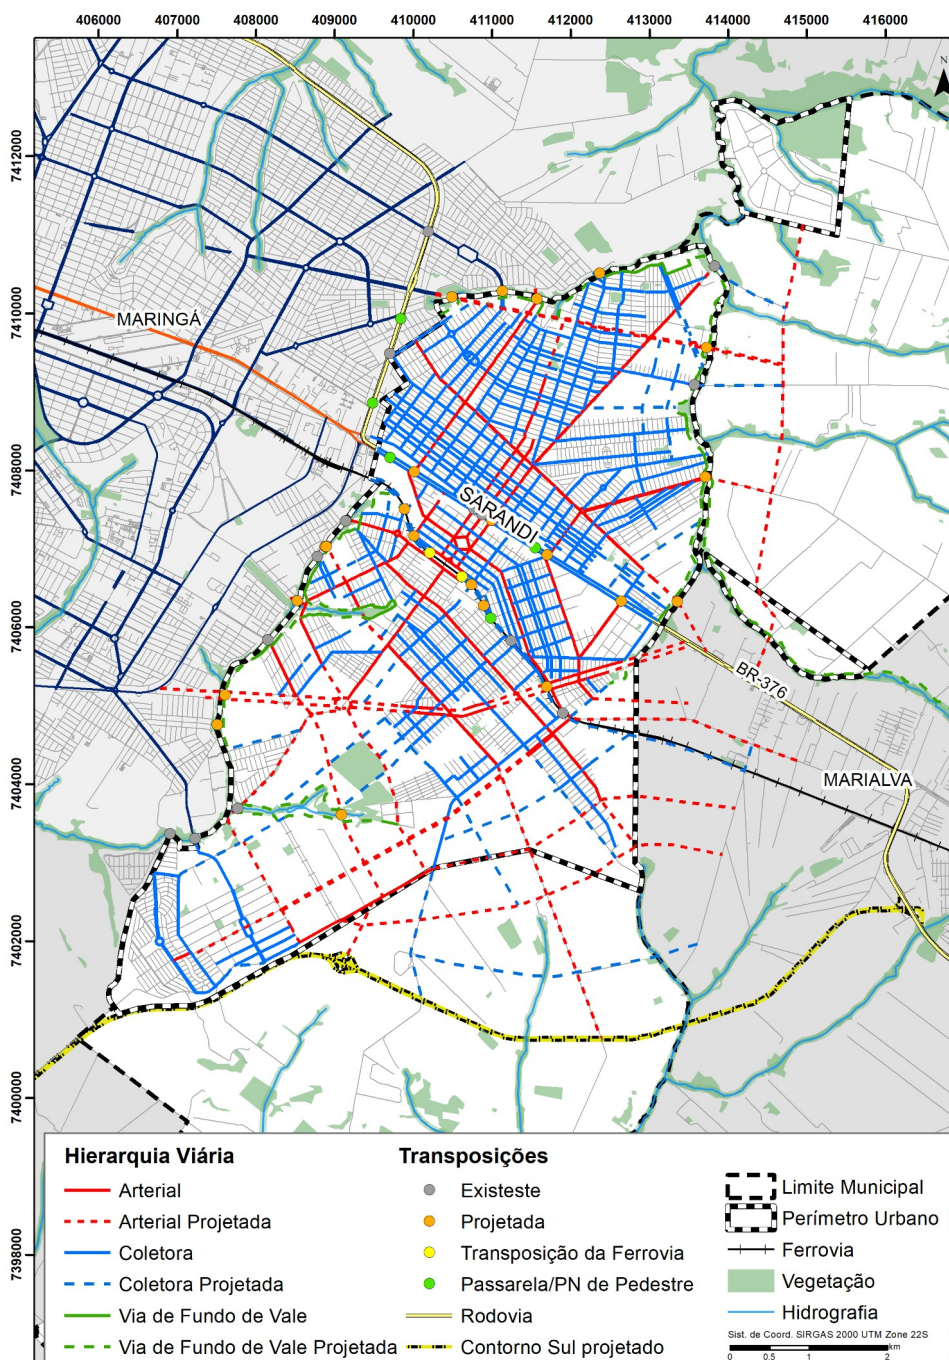 406000 407000 408000 409000 410000 411000 412000 413000 414000 415000 416000
N
7412000
7410000
MARINGÁ
7408000
SARANDI
7406000
BR-376
7404000
MARIALVA
7402000
7400000
7398000
Hierarquia Viária
Arterial
Arterial Projetada
Coletora
Coletora Projetada
Via de Fundo de Vale
Via de Fundo de Vale Projetada
Transposições
Existeste
Projetada
Transposição da Ferrovia
Passarela/PN de Pedestre
Rodovia
Contorno Sul projetado
Limite Municipal
Perímetro Urbano
Ferrovia
Vegetação
Hidrografia
Sist. de Coord. SIRGAS 2000 UTM Zone 22S
km
0 0.5 1 2